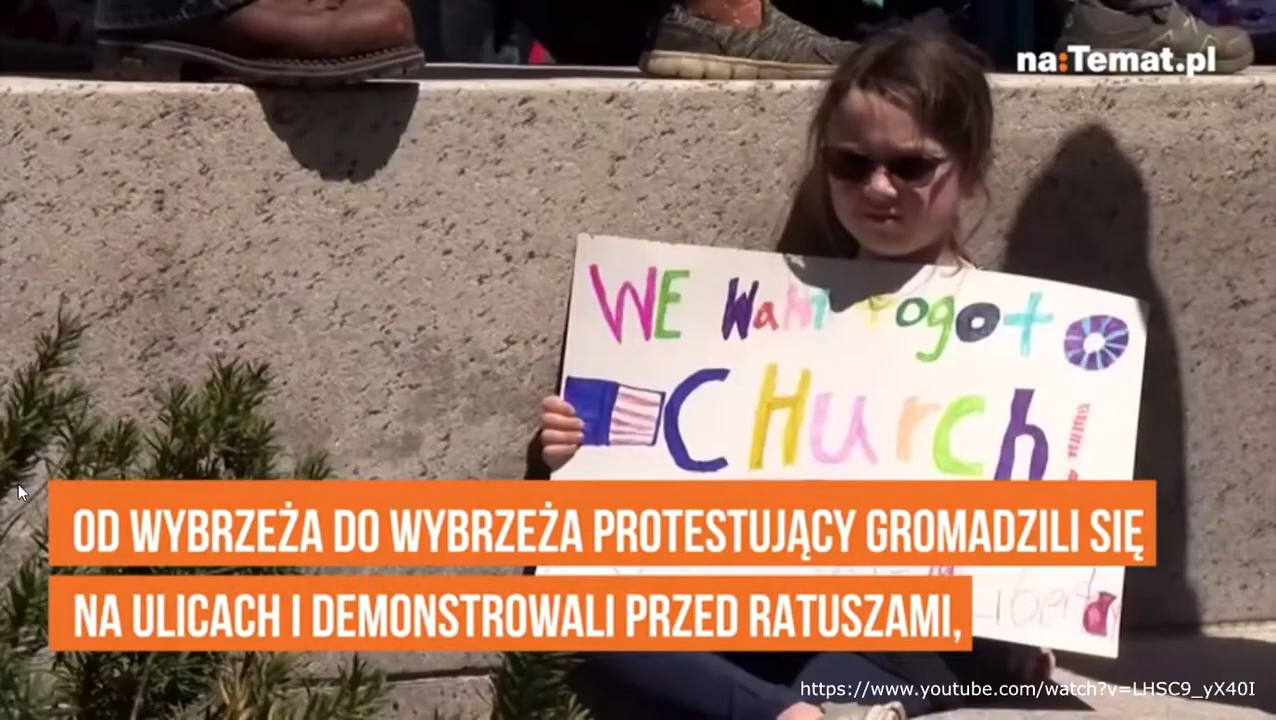 na:Temat.pl
WE Want To go to
CHurch!
OD WYBRZEŻA DO WYBRZEŻA PROTESTUJĄCY GROMADZILI SIĘ
NA ULICACH I DEMONSTROWALI PRZED RATUSZAMI,
Liberty
https://www.youtube.com/watch?v=LHSC9_yX40I